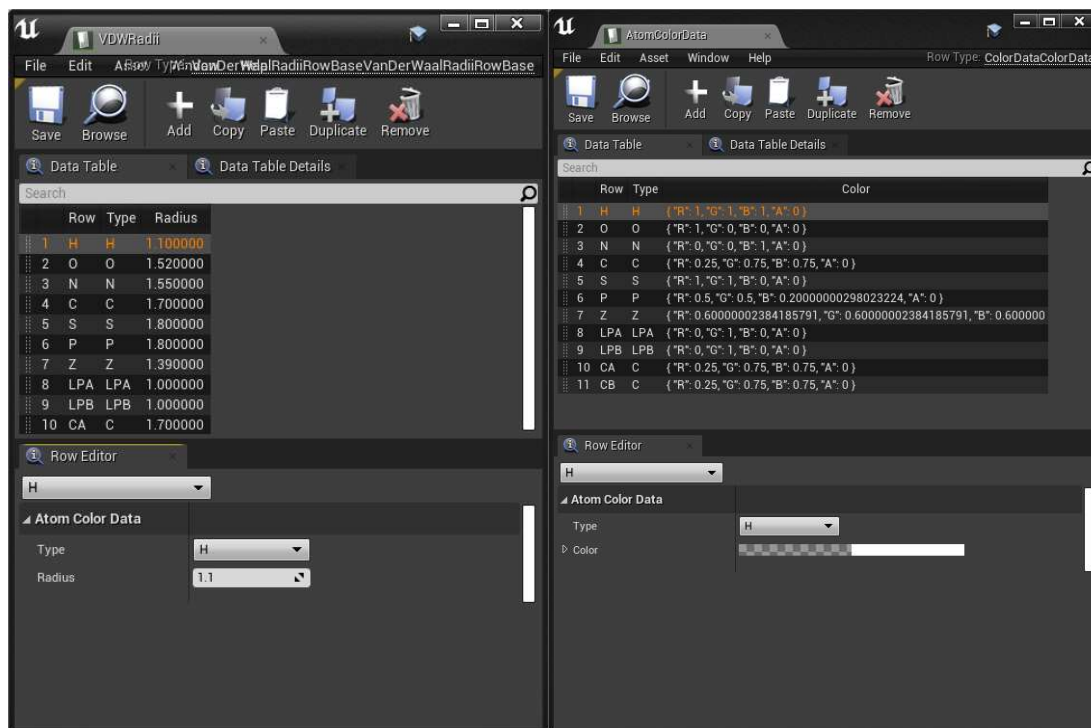 VDWRadii
File Edit Asset Window Help Row Type: VanDerWaalRadiiRowBaseVanDerWaalRadiiRowBase
Save Browse Add Copy Paste Duplicate Remove
Data Table Data Table Details
Search
Row Type Radius
1 H H 1.100000
2 O O 1.520000
3 N N 1.550000
4 C C 1.700000
5 S S 1.800000
6 P P 1.800000
7 Z Z 1.390000
8 LPA LPA 1.000000
9 LPB LPB 1.000000
10 CA C 1.700000
Row Editor
H
Atom Color Data
Type H
Radius 1.1
AtomColorData
File Edit Asset Window Help Row Type: ColorDataColorData
Save Browse Add Copy Paste Duplicate Remove
Data Table Data Table Details
Search
Row Type Color
1 H H { "R": 1, "G": 1, "B": 1, "A": 0 }
2 O O { "R": 1, "G": 0, "B": 0, "A": 0 }
3 N N { "R": 0, "G": 0, "B": 1, "A": 0 }
4 C C { "R": 0.25, "G": 0.75, "B": 0.75, "A": 0 }
5 S S { "R": 1, "G": 1, "B": 0, "A": 0 }
6 P P { "R": 0.5, "G": 0.5, "B": 0.20000000298023224, "A": 0 }
7 Z Z { "R": 0.60000002384185791, "G": 0.60000002384185791, "B": 0.600000
8 LPA LPA { "R": 0, "G": 1, "B": 0, "A": 0 }
9 LPB LPB { "R": 0, "G": 1, "B": 0, "A": 0 }
10 CA C { "R": 0.25, "G": 0.75, "B": 0.75, "A": 0 }
11 CB C { "R": 0.25, "G": 0.75, "B": 0.75, "A": 0 }
Row Editor
H
Atom Color Data
Type H
Color